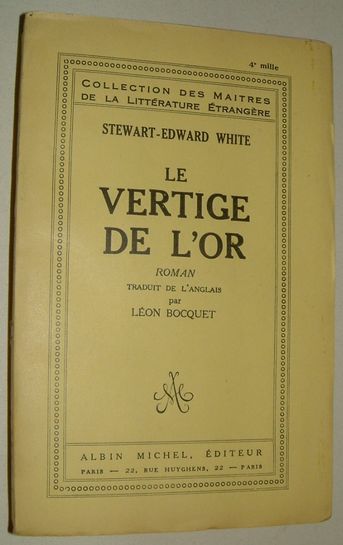 4e mille
COLLECTION DES MAITRES
DE LA LITTÉRATURE ÉTRANGÈRE
STEWART-EDWARD WHITE
LE
VERTIGE
DE L'OR
ROMAN
TRADUIT DE L'ANGLAIS
par
LÉON BOCQUET
AM
ALBIN MICHEL, ÉDITEUR
PARIS — 22, RUE HUYGHENS, 22 — PARIS